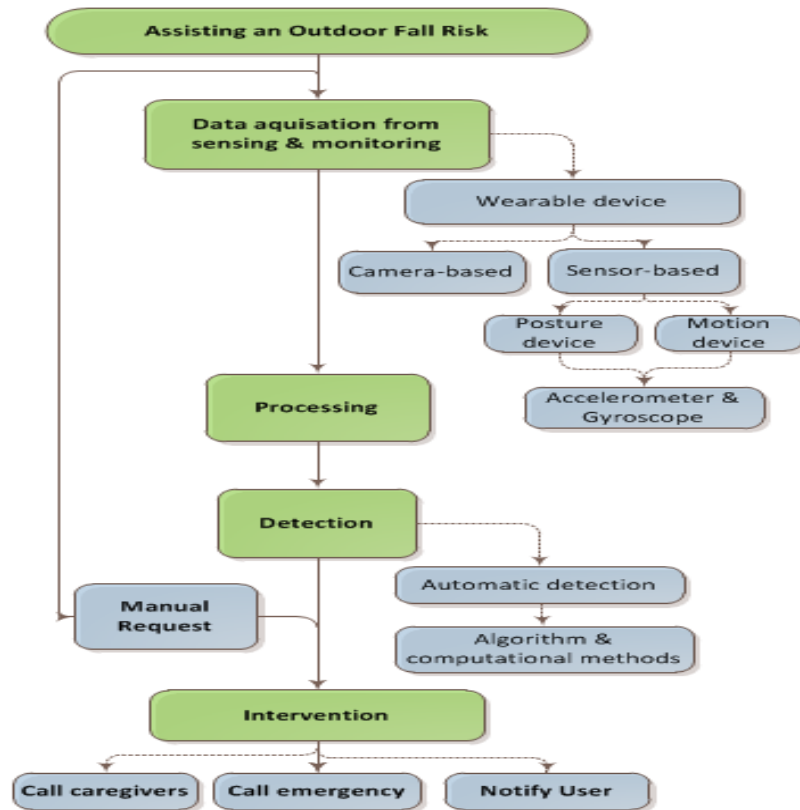 Assisting an Outdoor Fall Risk
Data aquisation from
sensing & monitoring
Wearable device
Camera-based
Sensor-based
Posture
device
Motion
device
Accelerometer &
Gyroscope
Processing
Detection
Automatic detection
Manual
Request
Algorithm &
computational methods
Intervention
Call caregivers
Call emergency
Notify User